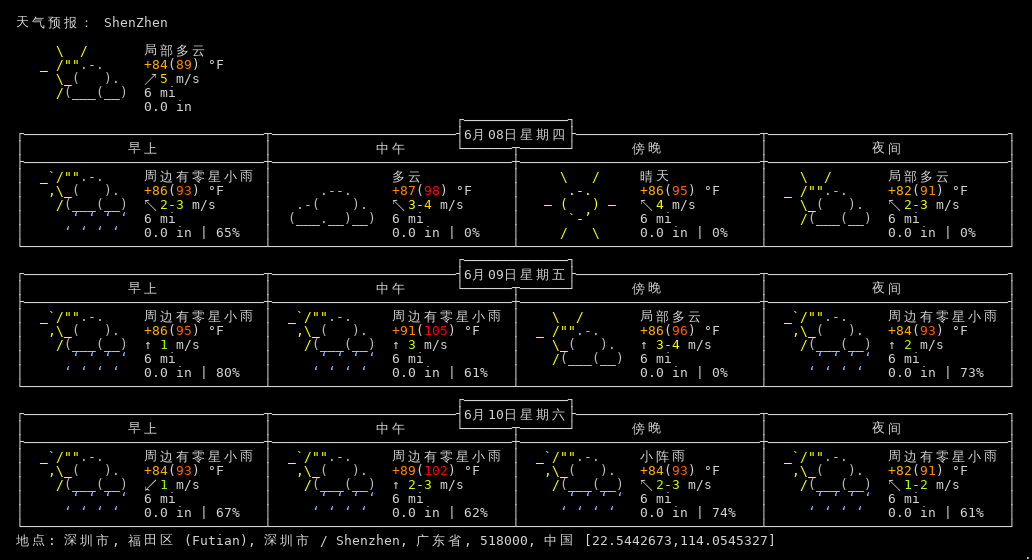 天气预报： ShenZhen
局部多云
+84(89) °F
↗5 m/s
6 mi
0.0 in
6月08日星期四
早上 中午 傍晚 夜间
周边有零星小雨 多云 晴天 局部多云
+86(93) °F +87(98) °F +86(95) °F +82(91) °F
↖2-3 m/s ↖3-4 m/s ↖4 m/s ↖2-3 m/s
6 mi 6 mi 6 mi 6 mi
0.0 in | 65% 0.0 in | 0% 0.0 in | 0% 0.0 in | 0%
6月09日星期五
早上 中午 傍晚 夜间
周边有零星小雨 周边有零星小雨 局部多云 周边有零星小雨
+86(95) °F +91(105) °F +86(96) °F +84(93) °F
↑ 1 m/s ↑ 3 m/s ↑ 3-4 m/s ↑ 2 m/s
6 mi 6 mi 6 mi 6 mi
0.0 in | 80% 0.0 in | 61% 0.0 in | 0% 0.0 in | 73%
6月10日星期六
早上 中午 傍晚 夜间
周边有零星小雨 周边有零星小雨 小阵雨 周边有零星小雨
+84(93) °F +89(102) °F +84(93) °F +82(91) °F
↙1 m/s ↑ 2-3 m/s ↖2-3 m/s ↖1-2 m/s
6 mi 6 mi 6 mi 6 mi
0.0 in | 67% 0.0 in | 62% 0.0 in | 74% 0.0 in | 61%
地点: 深圳市, 福田区 (Futian), 深圳市 / Shenzhen, 广东省, 518000, 中国 [22.5442673,114.0545327]